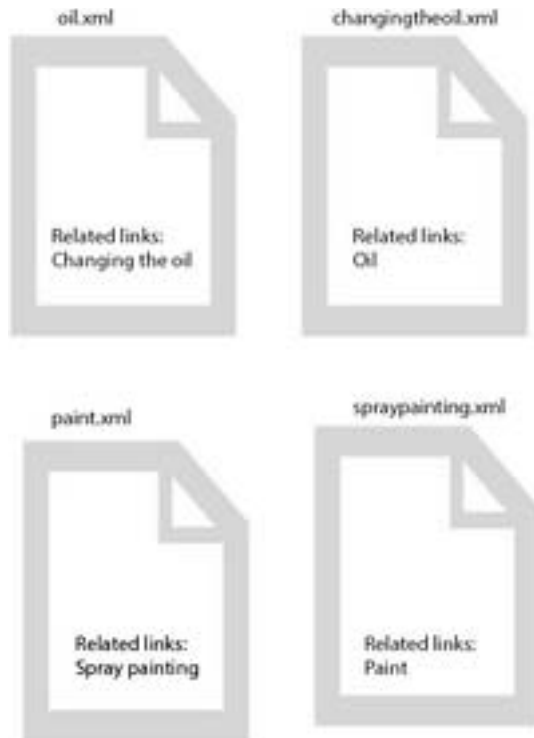 oil.xml
changingtheoil.xml
Related links:
Changing the oil
Related links:
Oil
paint.xml
spraypainting.xml
Related links:
Spray painting
Related links:
Paint